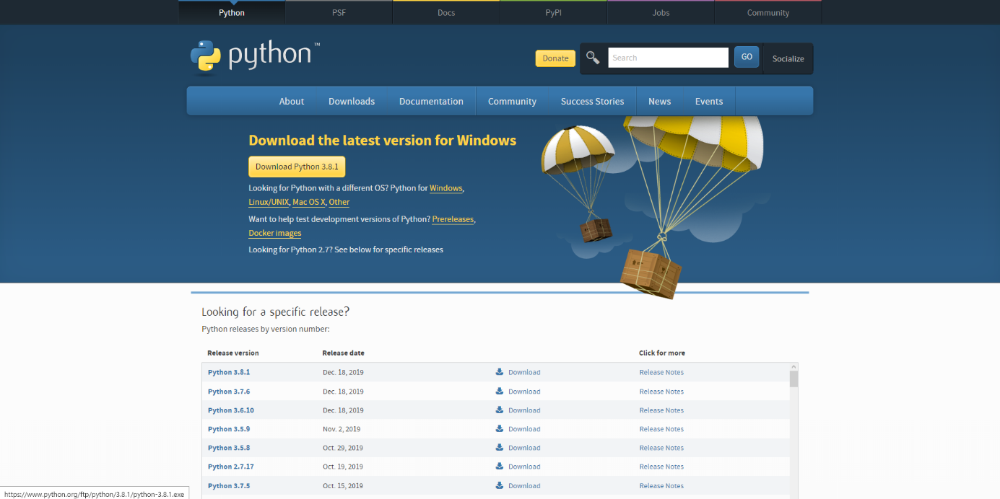 Python PSF Docs PyPI Jobs Community
python™
Donate Search GO Socialize
About Downloads Documentation Community Success Stories News Events
Download the latest version for Windows
Download Python 3.8.1
Looking for Python with a different OS? Python for Windows,
Linux/UNIX, Mac OS X, Other
Want to help test development versions of Python? Prereleases,
Docker images
Looking for Python 2.7? See below for specific releases
Looking for a specific release?
Python releases by version number:
Release version Release date Click for more
Python 3.8.1 Dec. 18, 2019 Download Release Notes
Python 3.7.6 Dec. 18, 2019 Download Release Notes
Python 3.6.10 Dec. 18, 2019 Download Release Notes
Python 3.5.9 Nov. 2, 2019 Download Release Notes
Python 3.5.8 Oct. 29, 2019 Download Release Notes
Python 2.7.17 Oct. 19, 2019 Download Release Notes
Python 3.7.5 Oct. 15, 2019 Download Release Notes
https://www.python.org/ftp/python/3.8.1/python-3.8.1.exe